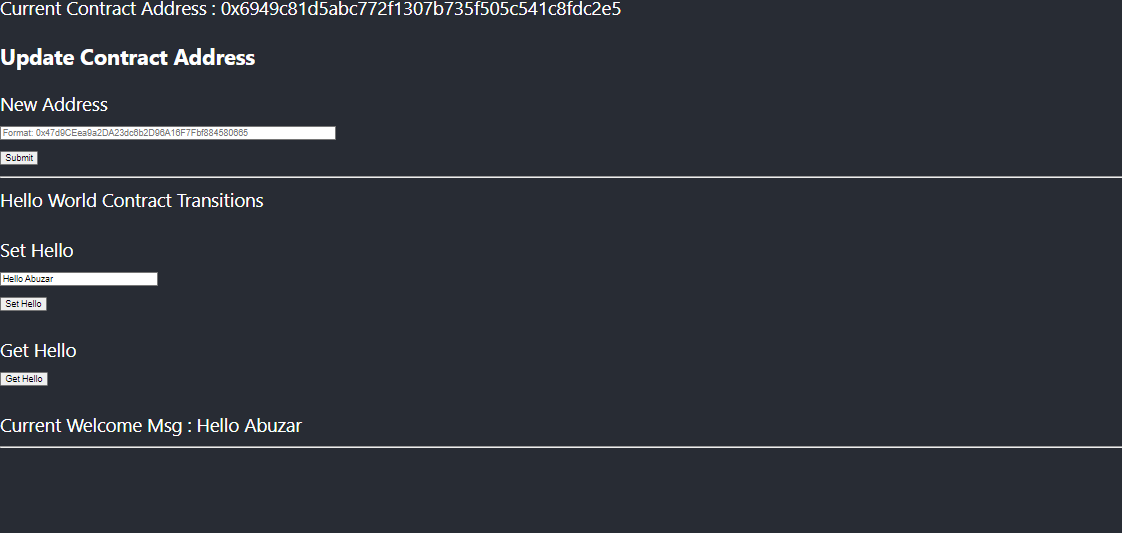 Current Contract Address : 0x6949c81d5abc772f1307b735f505c541c8fdc2e5
Update Contract Address
New Address
Format: 0x47d9CEea9a2DA23dc6b2D96A16F7Fbf884580665
Submit
Hello World Contract Transitions
Set Hello
Hello Abuzar
Set Hello
Get Hello
Get Hello
Current Welcome Msg : Hello Abuzar